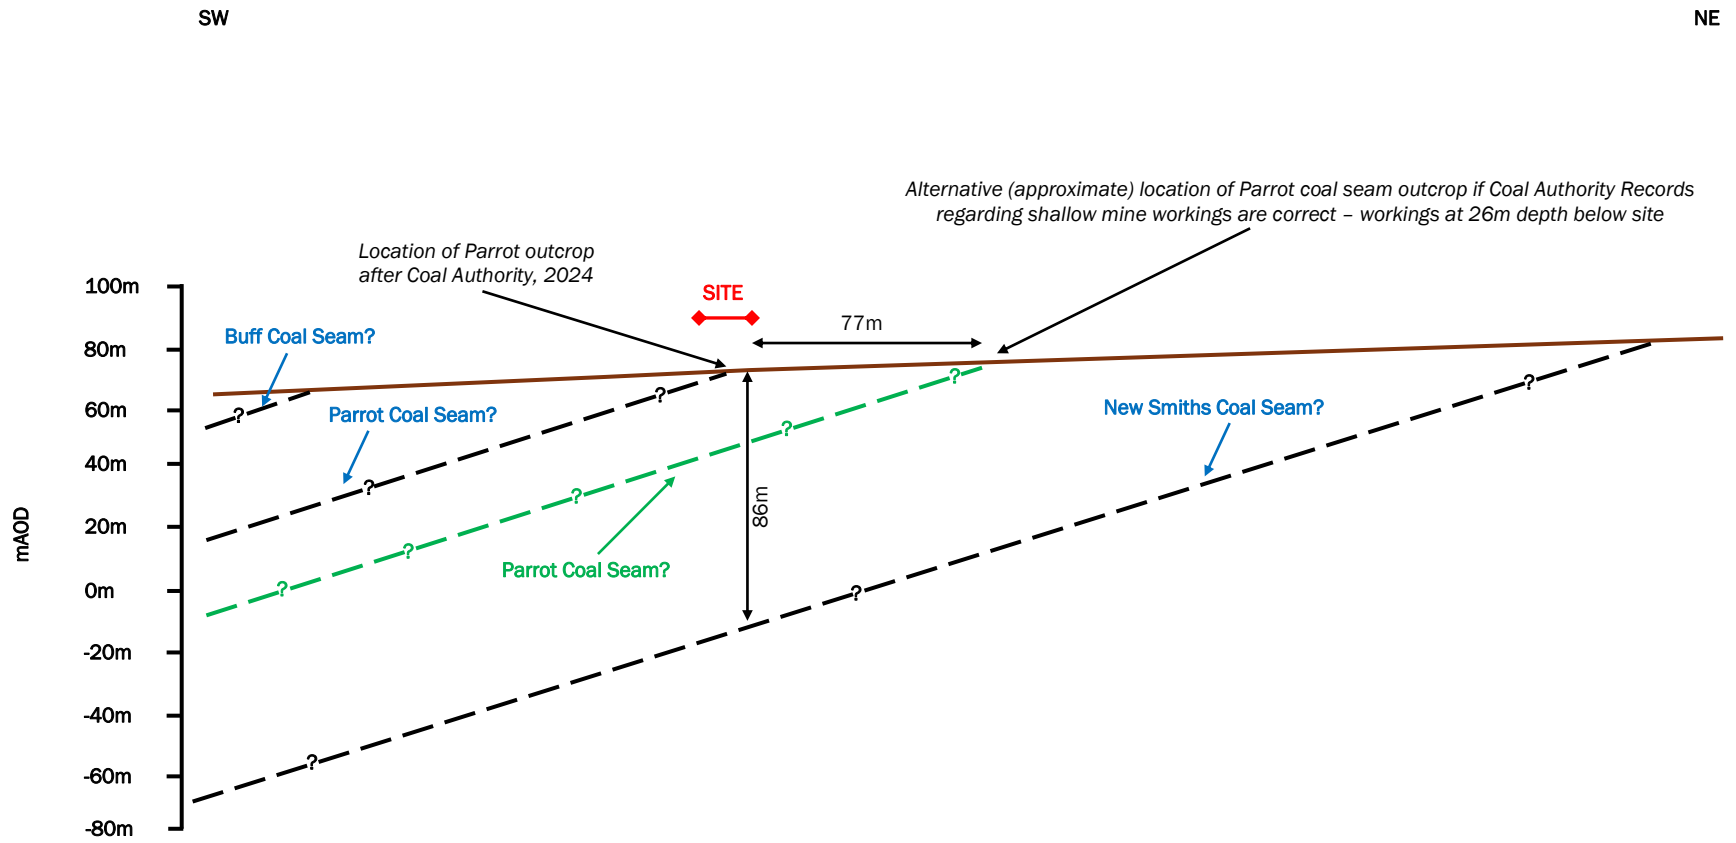 SW
NE
Alternative (approximate) location of Parrot coal seam outcrop if Coal Authority Records
regarding shallow mine workings are correct – workings at 26m depth below site
Location of Parrot outcrop
after Coal Authority, 2024
SITE
77m
100m
80m
60m
40m
20m
0m
-20m
-40m
-60m
-80m
mAOD
Buff Coal Seam?
Parrot Coal Seam?
New Smiths Coal Seam?
86m
Parrot Coal Seam?
?
?
?
?
?
?
?
?
?
?
?
?